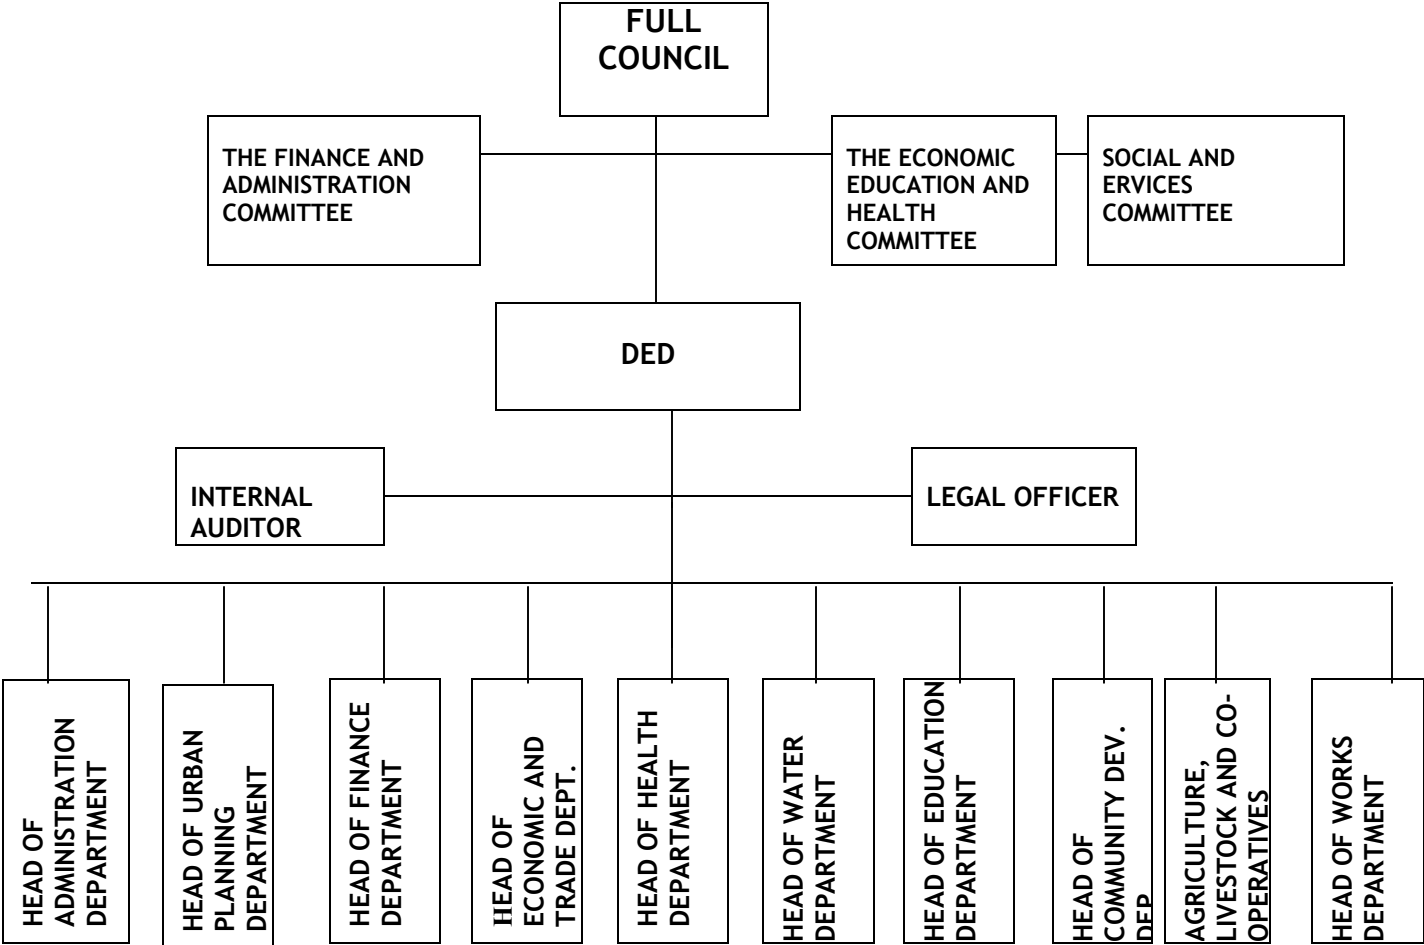 FULL
COUNCIL
THE FINANCE AND
ADMINISTRATION
COMMITTEE
THE ECONOMIC
EDUCATION AND
HEALTH
COMMITTEE
SOCIAL AND
ERVICES
COMMITTEE
DED
INTERNAL
AUDITOR
LEGAL OFFICER
HEAD OF
ADMINISTRATION
DEPARTMENT
HEAD OF URBAN
PLANNING
DEPARTMENT
HEAD OF FINANCE
DEPARTMENT
HEAD OF
ECONOMIC AND
TRADE DEPT.
HEAD OF HEALTH
DEPARTMENT
HEAD OF WATER
DEPARTMENT
HEAD OF EDUCATION
DEPARTMENT
HEAD OF
COMMUNITY DEV.
DEP
AGRICULTURE,
LIVESTOCK AND CO-
OPERATIVES
HEAD OF WORKS
DEPARTMENT